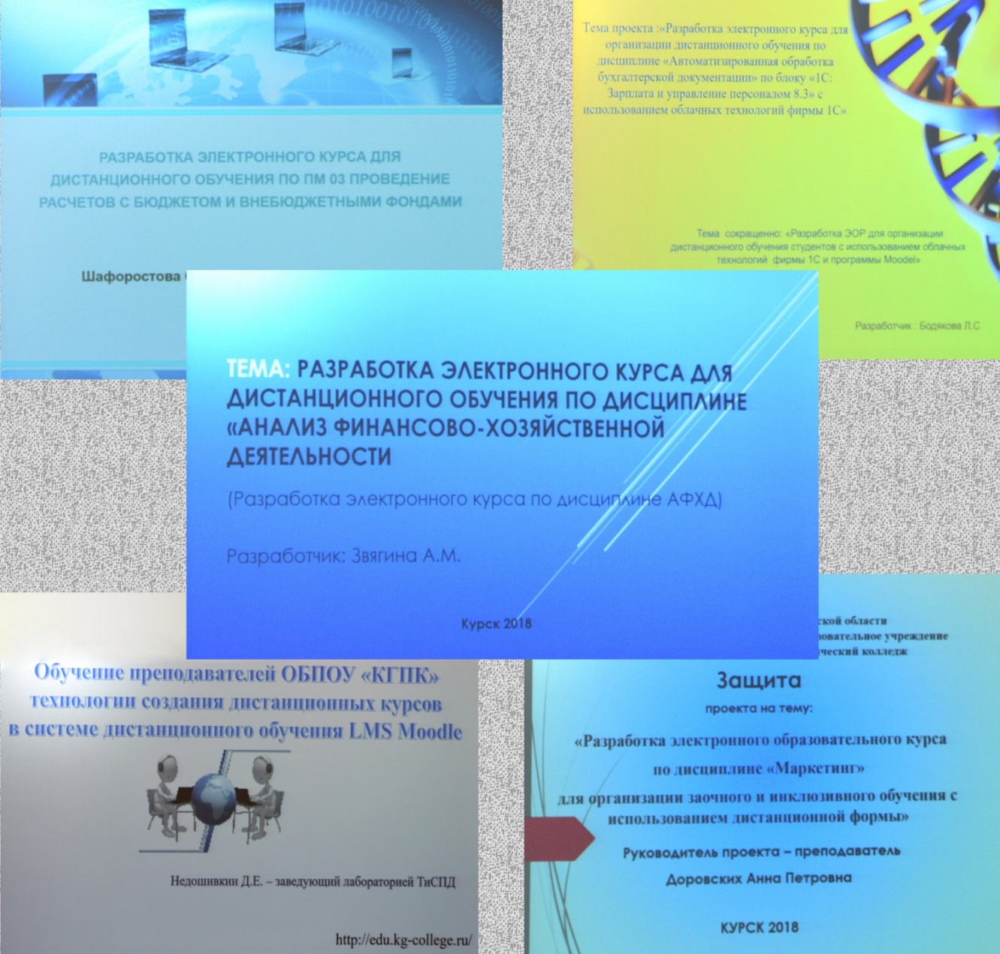 РАЗРАБОТКА ЭЛЕКТРОННОГО КУРСА ДЛЯ
ДИСТАНЦИОННОГО ОБУЧЕНИЯ ПО ПМ 03 ПРОВЕДЕНИЕ
РАСЧЕТОВ С БЮДЖЕТОМ И ВНЕБЮДЖЕТНЫМИ ФОНДАМИ
Шафоростова
Тема проекта :«Разработка электронного курса для
организации дистанционного обучения по
дисциплине «Автоматизированная обработка
бухгалтерской документации» по блоку «1С:
Зарплата и управление персоналом 8.3» с
использованием облачных технологий фирмы 1С»
Тема сокращенно: «Разработка ЭОР для организации
дистанционного обучения студентов с использованием облачных
технологий фирмы 1С и программы Moodel»
Разработчик : Бодякова Л.С
ТЕМА: РАЗРАБОТКА ЭЛЕКТРОННОГО КУРСА ДЛЯ
ДИСТАНЦИОННОГО ОБУЧЕНИЯ ПО ДИСЦИПЛИНЕ
«АНАЛИЗ ФИНАНСОВО-ХОЗЯЙСТВЕННОЙ
ДЕЯТЕЛЬНОСТИ
(Разработка электронного курса по дисциплине АФХД)
Разработчик: Звягина А.М.
Курск 2018
Обучение преподавателей ОБПОУ «КГПК»
технологии создания дистанционных курсов
в системе дистанционного обучения LMS Moodle
Недошивкин Д.Е. – заведующий лабораторией ТиСПД
http://edu.kg-college.ru/
ской области
зовательное учреждение
ический колледж
Защита
проекта на тему:
«Разработка электронного образовательного курса
по дисциплине «Маркетинг»
для организации заочного и инклюзивного обучения с
использованием дистанционной формы»
Руководитель проекта – преподаватель
Доровских Анна Петровна
КУРСК 2018